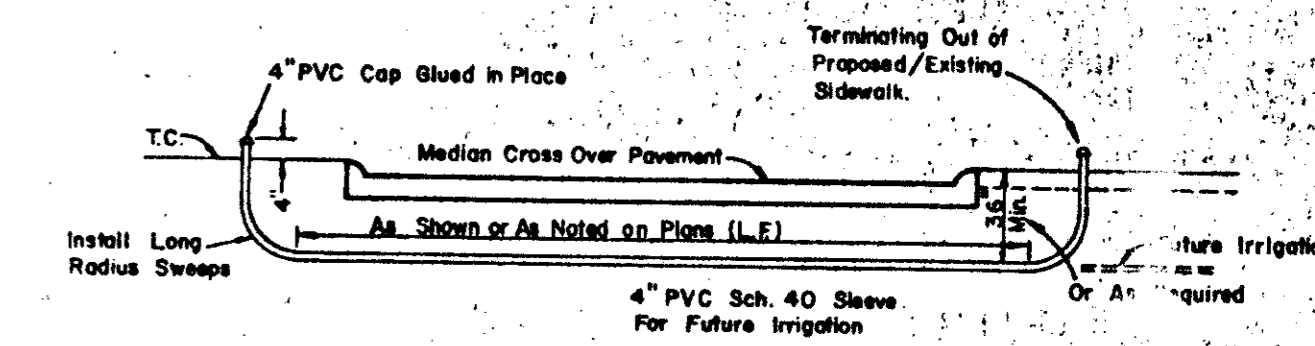 4" PVC Cap Glued in Place
Terminating Out of
Proposed/Existing
Sidewalk.
T.C.
Median Cross Over Pavement
4"
36"
Min.
As Shown or As Noted on Plans (L.F.)
Install Long
Radius Sweeps
Or
4" PVC Sch. 40 Sleeve
For Future Irrigation